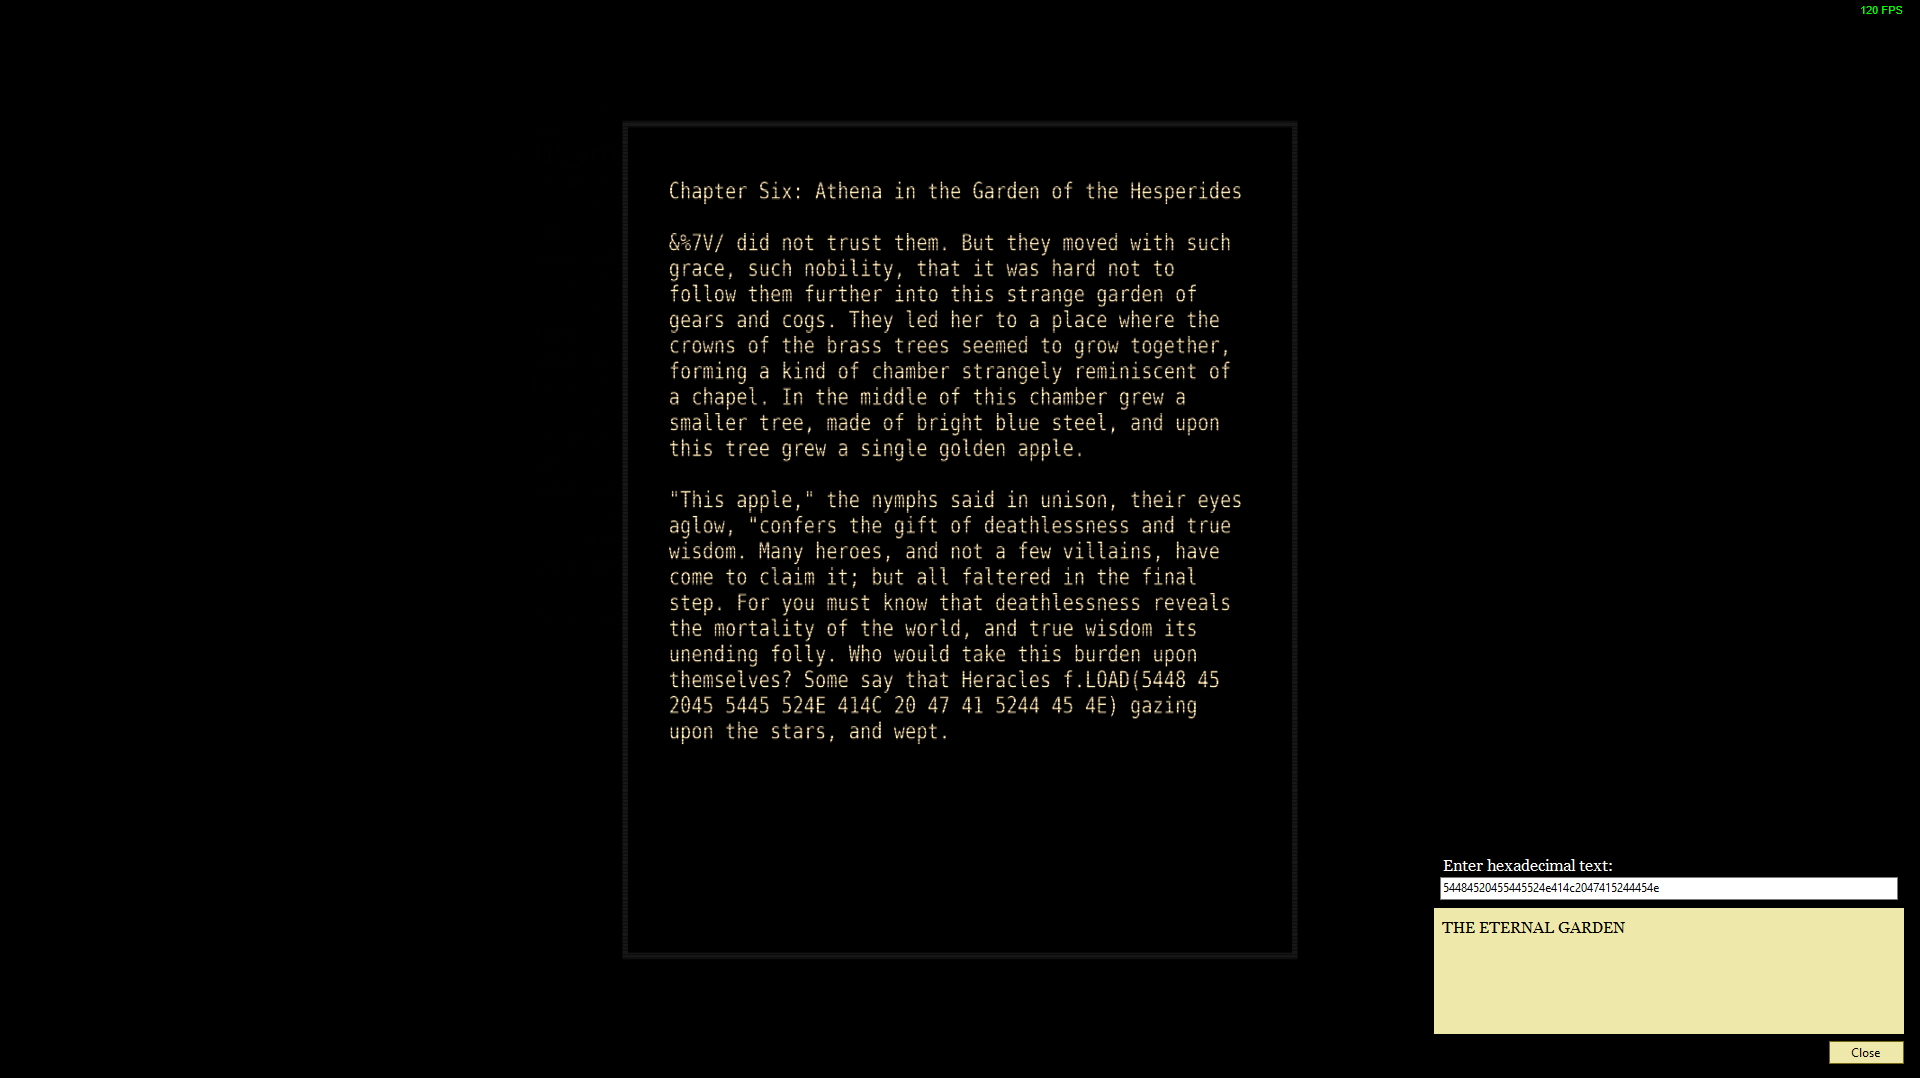 120 FPS
Chapter Six: Athena in the Garden of the Hesperides
&%7V/ did not trust them. But they moved with such
grace, such nobility, that it was hard not to
follow them further into this strange garden of
gears and cogs. They led her to a place where the
crowns of the brass trees seemed to grow together,
forming a kind of chamber strangely reminiscent of
a chapel. In the middle of this chamber grew a
smaller tree, made of bright blue steel, and upon
this tree grew a single golden apple.
"This apple," the nymphs said in unison, their eyes
aglow, "confers the gift of deathlessness and true
wisdom. Many heroes, and not a few villains, have
come to claim it; but all faltered in the final
step. For you must know that deathlessness reveals
the mortality of the world, and true wisdom its
unending folly. Who would take this burden upon
themselves? Some say that Heracles f.LOAD(5448 45
2045 5445 524E 414C 20 47 41 5244 45 4E) gazing
upon the stars, and wept.
Enter hexadecimal text:
54484520455445524e414c2047415244454e
THE ETERNAL GARDEN
Close